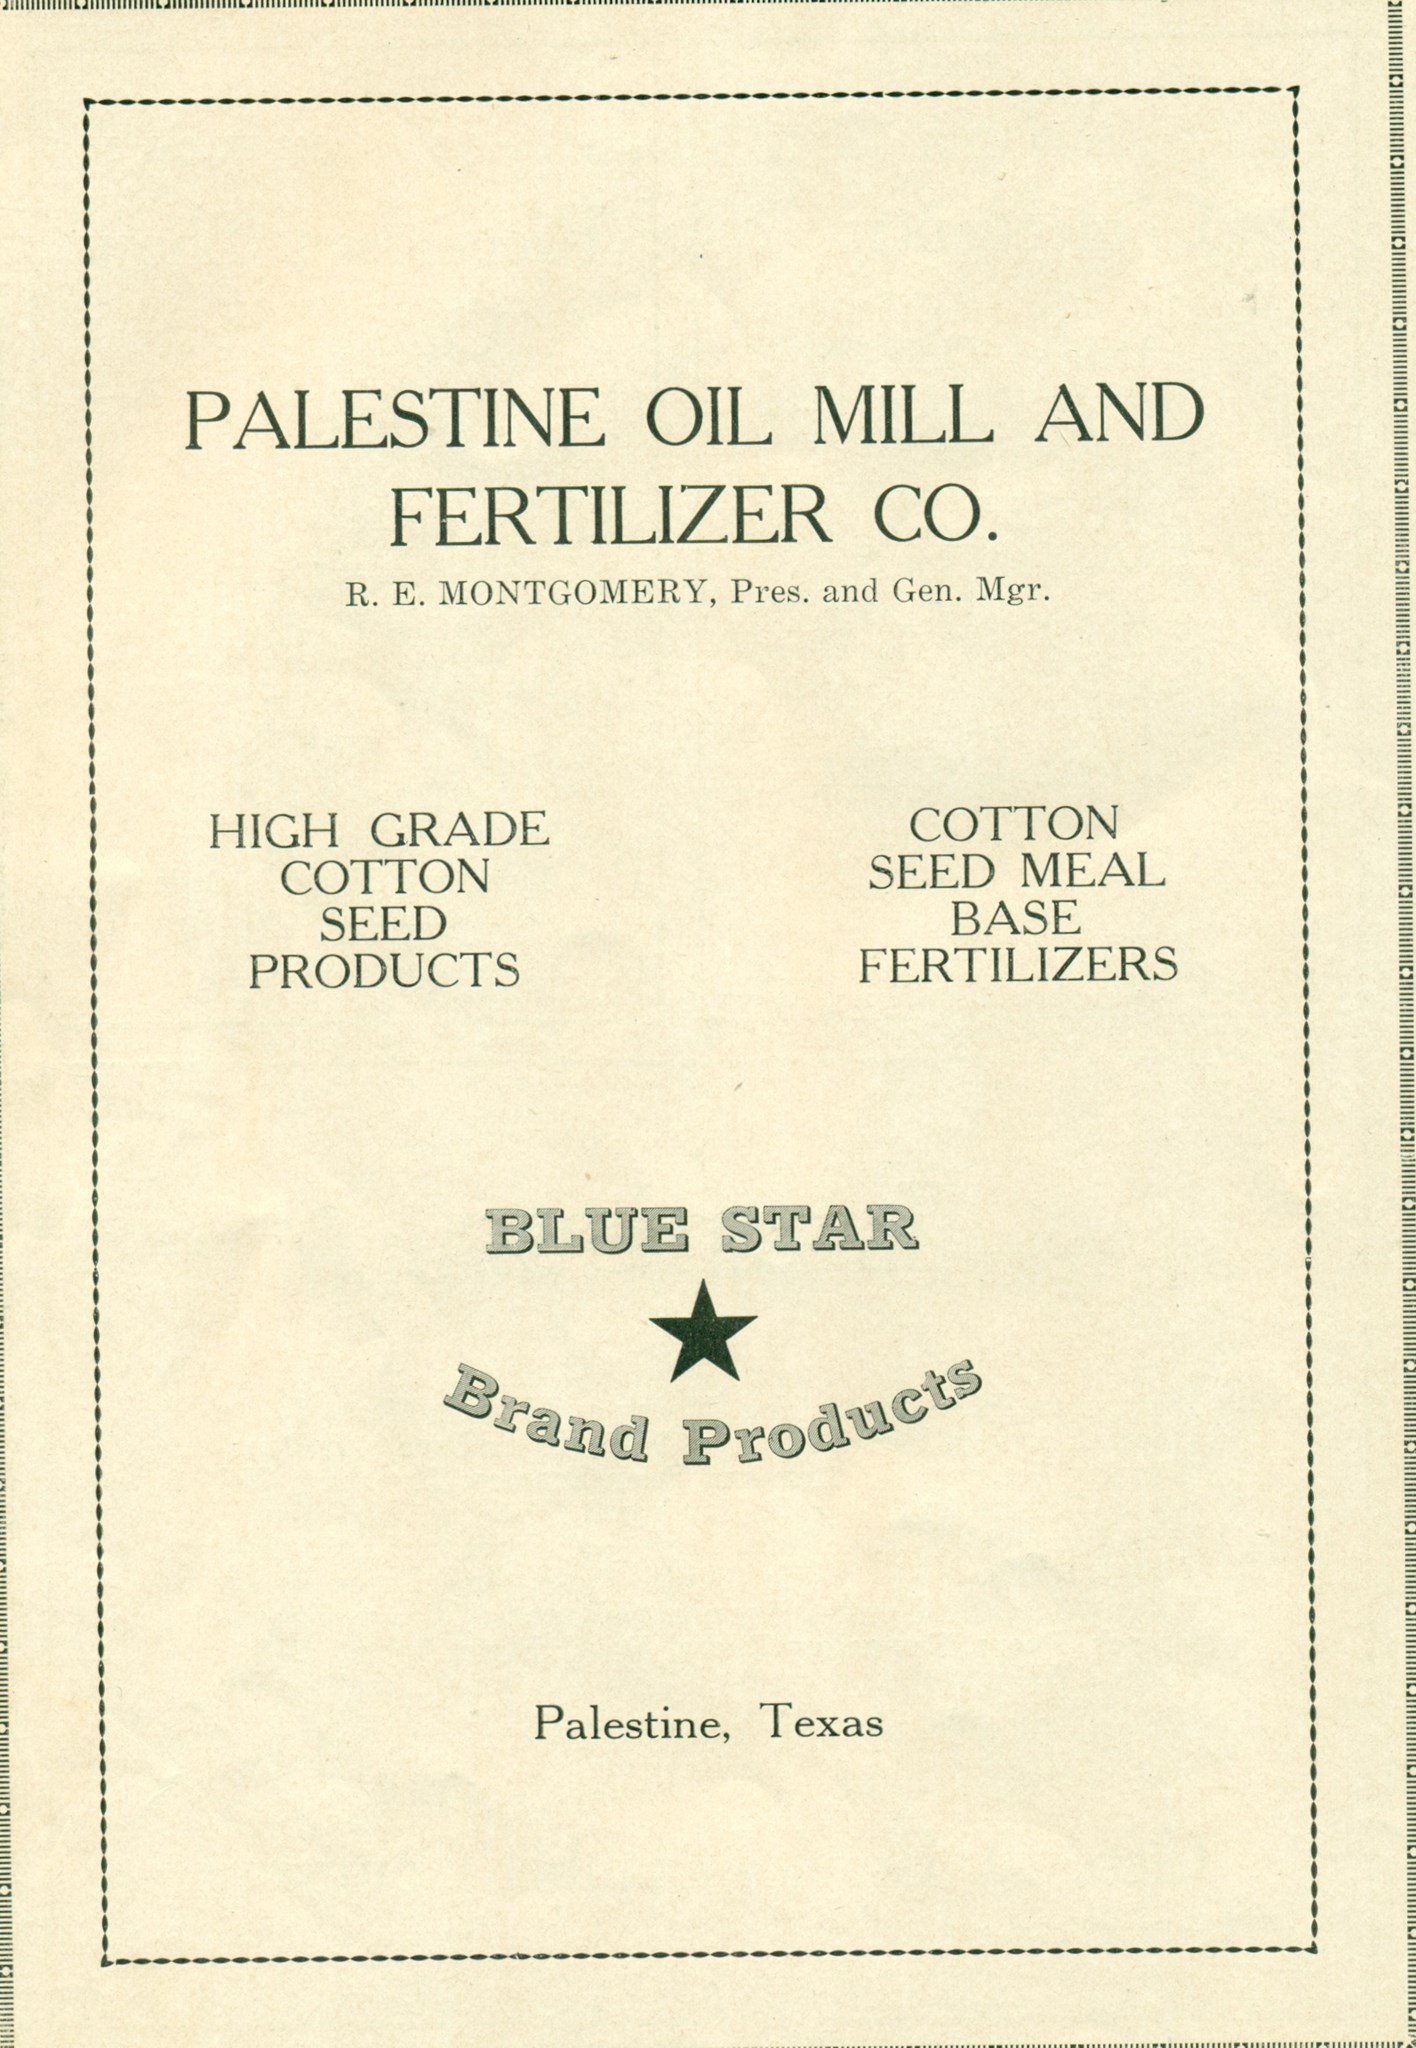 PALESTINE OIL MILL AND
FERTILIZER CO.
R. E. MONTGOMERY, Pres. and Gen. Mgr.
HIGH GRADE
COTTON
SEED
PRODUCTS
COTTON
SEED MEAL
BASE
FERTILIZERS
BLUE STAR
Brand Products
Palestine, Texas